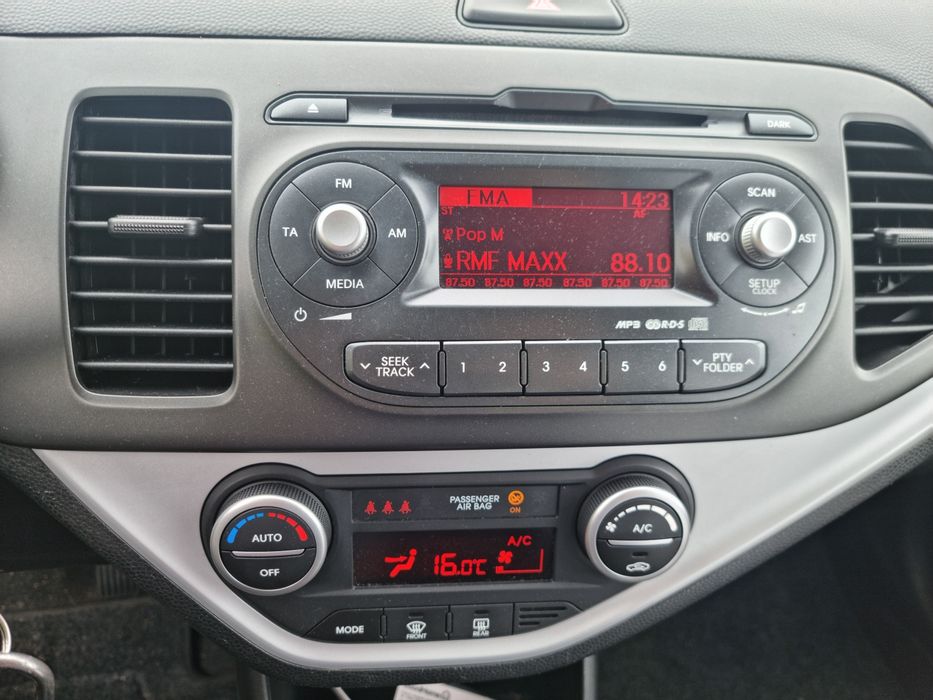 DARK
FM
TA
AM
MEDIA
FMA 14:23
ST AF
Pop M
RMF MAXX 88.10
87.50 87.50 87.50 87.50 87.50 87.50
SCAN
INFO
AST
SETUP
CLOCK
MP3 R·D·S
SEEK
TRACK
1 2 3 4 5 6
PTY
FOLDER
PASSENGER
AIR BAG
ON
AUTO
OFF
A/C
16.0°C
A/C
MODE
FRONT
REAR